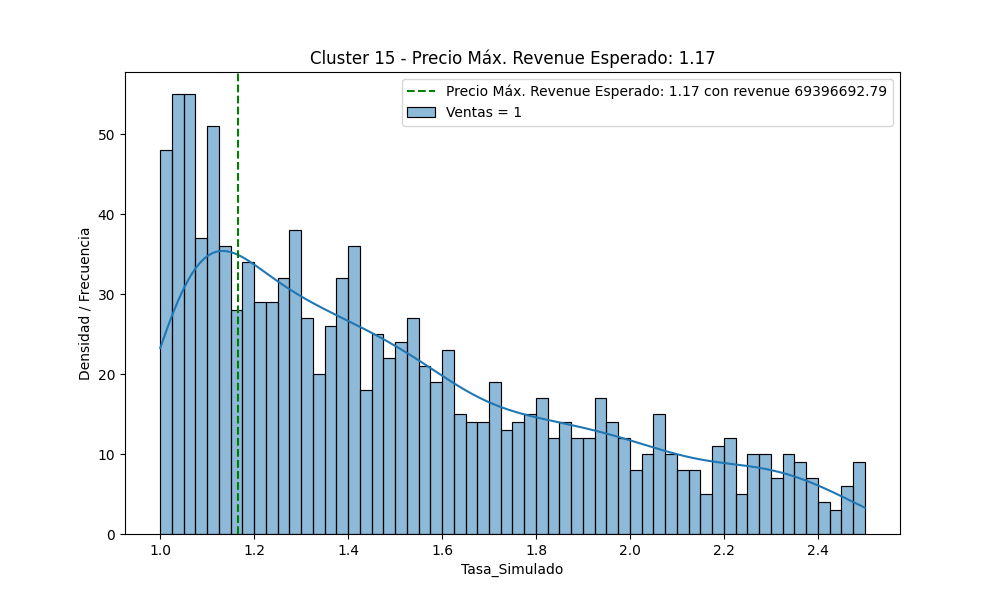 Cluster 15 - Precio Máx. Revenue Esperado: 1.17
Precio Máx. Revenue Esperado: 1.17 con revenue 69396692.79
Ventas = 1
Densidad / Frecuencia
50
40
30
20
10
0
1.0 1.2 1.4 1.6 1.8 2.0 2.2 2.4
Tasa_Simulado